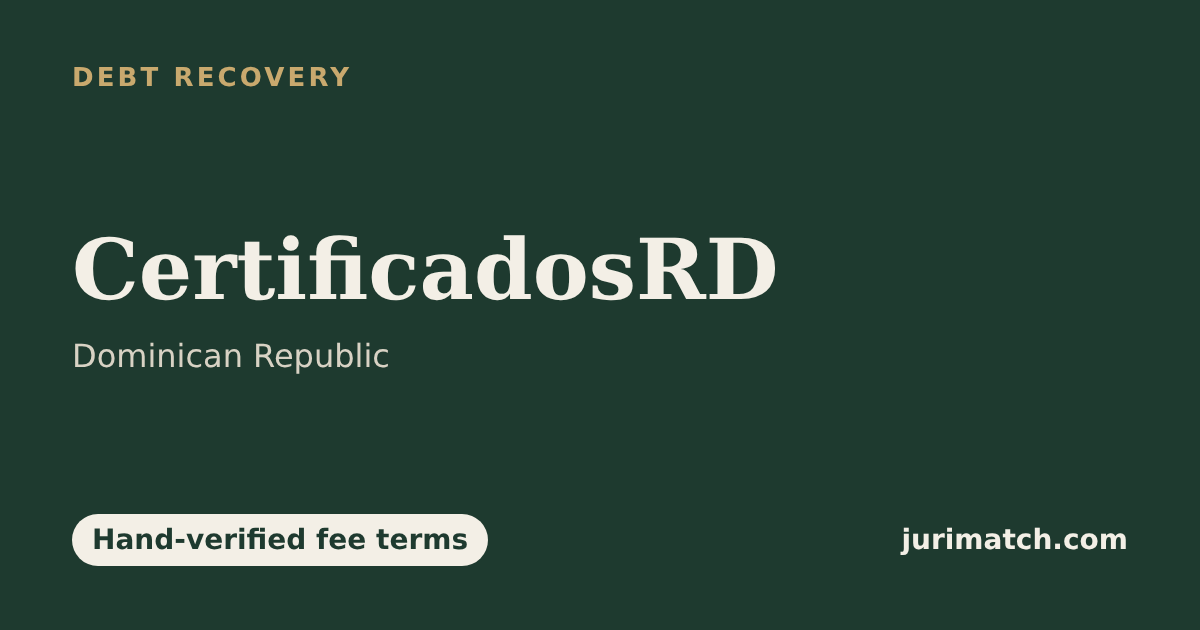 DEBT RECOVERY
CertificadosRD
Dominican Republic
Hand-verified fee terms
jurimatch.com